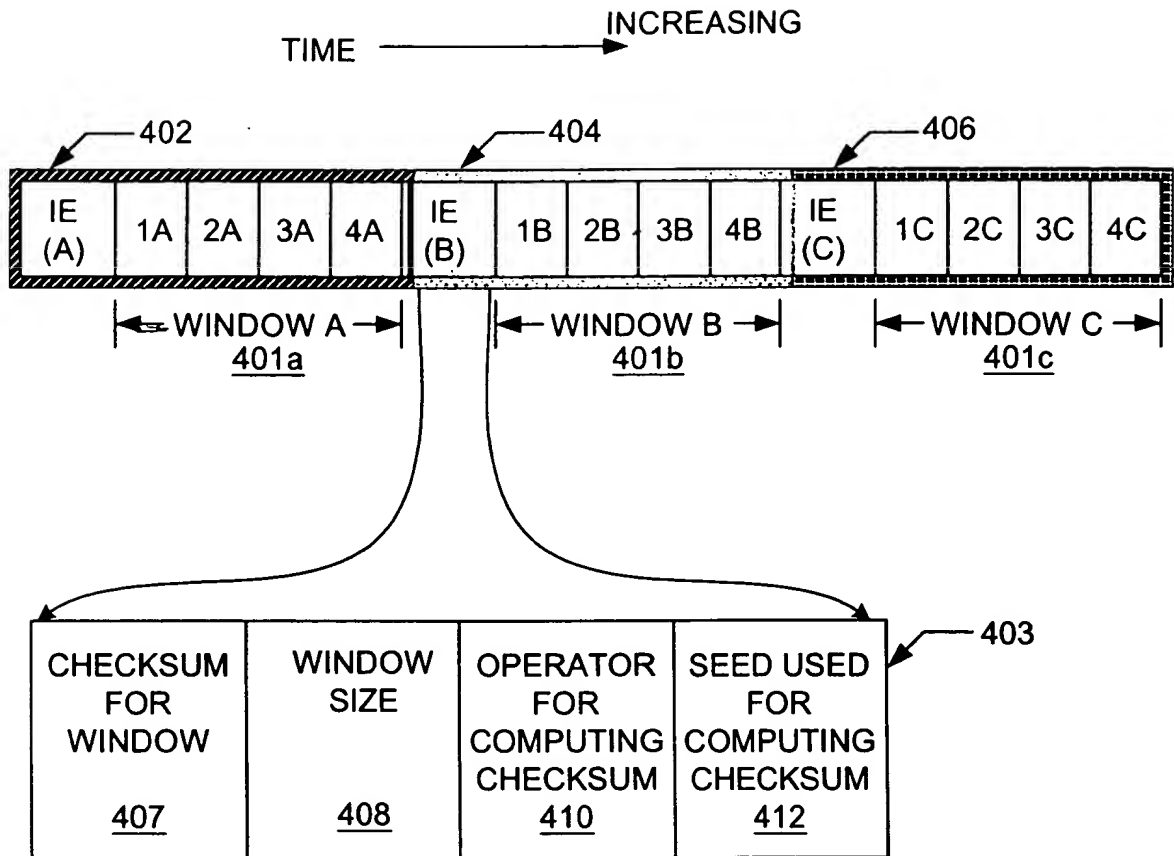 INCREASING
TIME
402
404
406
IE (A) 1A 2A 3A 4A IE (B) 1B 2B 3B 4B IE (C) 1C 2C 3C 4C
WINDOW A WINDOW B WINDOW C
401a 401b 401c
403
CHECKSUM FOR WINDOW
407
WINDOW SIZE
408
OPERATOR FOR COMPUTING CHECKSUM
410
SEED USED FOR COMPUTING CHECKSUM
412